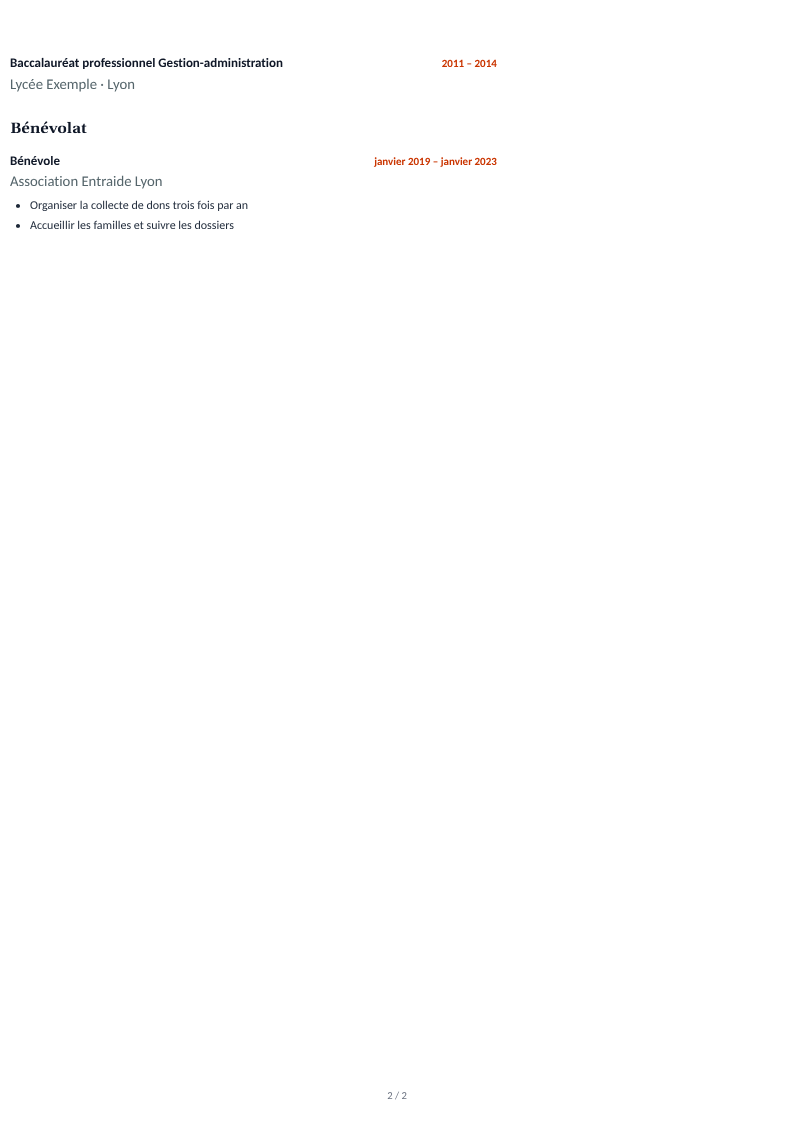 Baccalauréat professionnel Gestion-administration 2011 – 2014
Lycée Exemple · Lyon
Bénévolat
Bénévole janvier 2019 – janvier 2023
Association Entraide Lyon
• Organiser la collecte de dons trois fois par an
• Accueillir les familles et suivre les dossiers
2 / 2